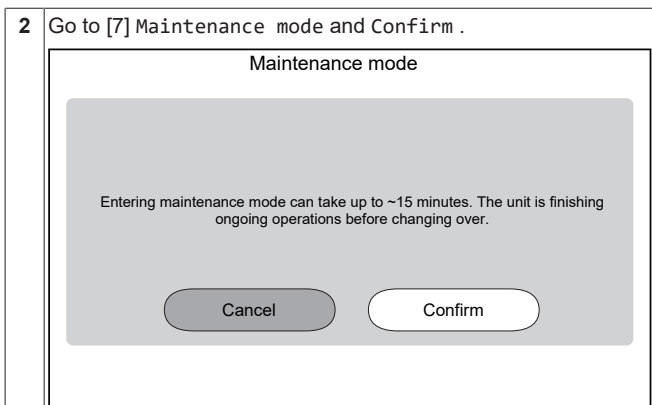 2 Go to [7] Maintenance mode and Confirm .
Maintenance mode
Entering maintenance mode can take up to ~15 minutes. The unit is finishing
ongoing operations before changing over.
Cancel Confirm